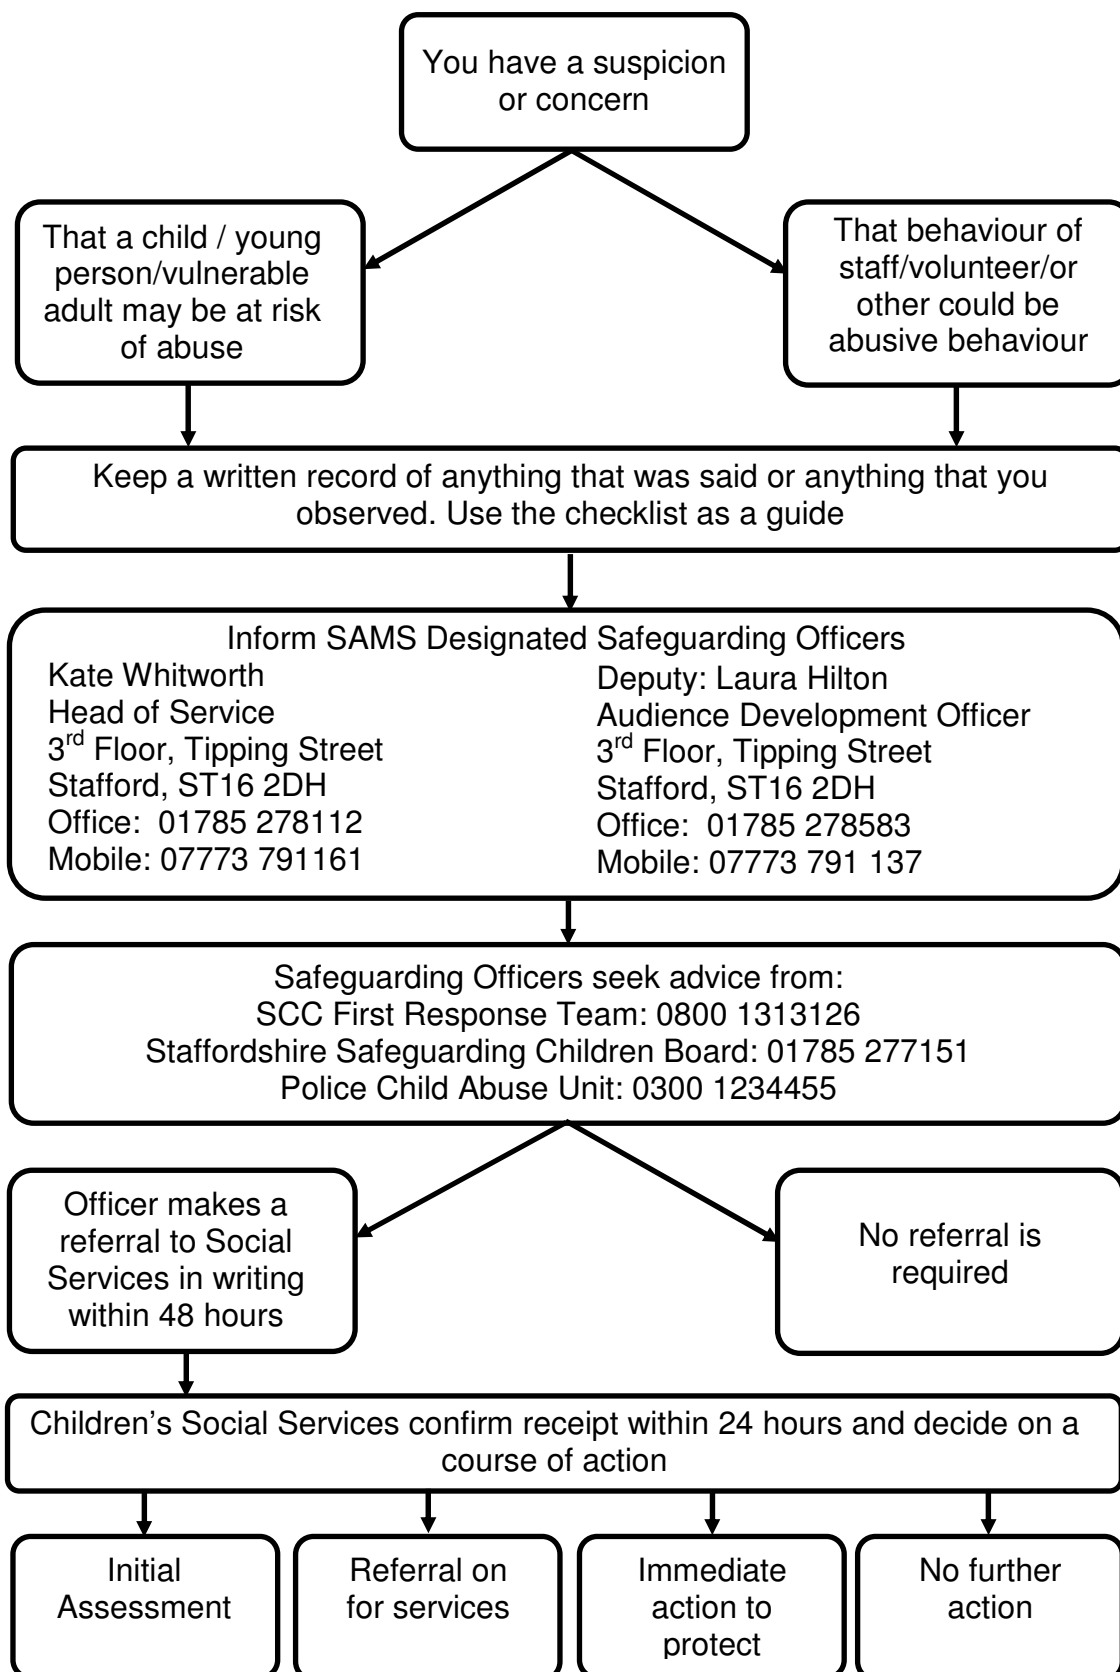 You have a suspicion
or concern
That a child / young
person/vulnerable
adult may be at risk
of abuse
That behaviour of
staff/volunteer/or
other could be
abusive behaviour
Keep a written record of anything that was said or anything that you
observed. Use the checklist as a guide
Inform SAMS Designated Safeguarding Officers
Kate Whitworth
Head of Service
3rd Floor, Tipping Street
Stafford, ST16 2DH
Office:  01785 278112
Mobile: 07773 791161
Deputy: Laura Hilton
Audience Development Officer
3rd Floor, Tipping Street
Stafford, ST16 2DH
Office:  01785 278583
Mobile: 07773 791 137
Safeguarding Officers seek advice from:
SCC First Response Team: 0800 1313126
Staffordshire Safeguarding Children Board: 01785 277151
Police Child Abuse Unit: 0300 1234455
Officer makes a
referral to Social
Services in writing
within 48 hours
No referral is
required
Children’s Social Services confirm receipt within 24 hours and decide on a
course of action
Initial
Assessment
Referral on
for services
Immediate
action to
protect
No further
action